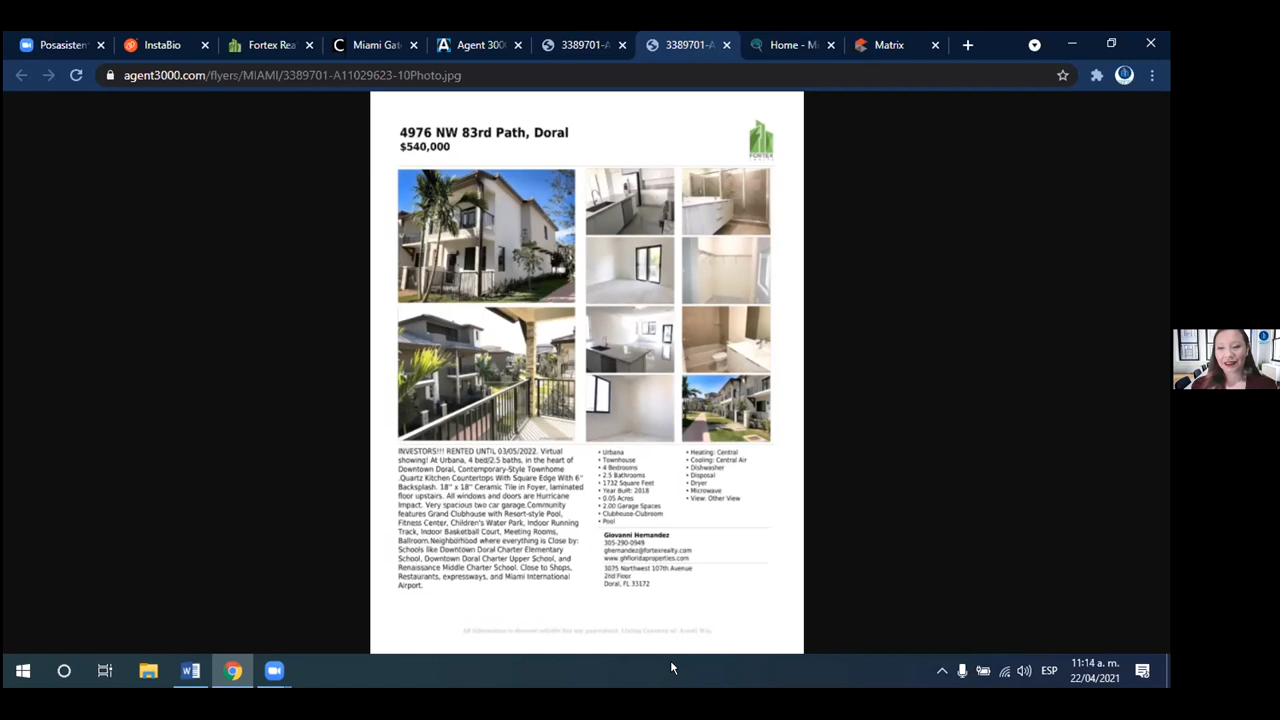 Posasisten
InstaBio
Fortex Rea
Miami Gat
Agent 300
3389701-A
3389701-A
Home - Mi
Matrix
agent3000.com/flyers/MIAMI/3389701-A11029623-10Photo.jpg
4976 NW 83rd Path, Doral
$540,000
FORTEX
INVESTORS!!! RENTED UNTIL 03/05/2022. Virtual
showing! At Urbana, 4 bed/2.5 baths, in the heart of
Downtown Doral, Contemporary-Style Townhome
.Quartz Kitchen Countertops With Square Edge With 6"
Backsplash. 18" x 18" Ceramic Tile in Foyer, laminated
floor upstairs. All windows and doors are Hurricane
Impact. Very spacious two car garage.Community
features Grand Clubhouse with Resort-style Pool,
Fitness Center, Children's Water Park, Indoor Running
Track, Indoor Basketball Court, Meeting Rooms,
Ballroom.Neighborhood where everything is Close by:
Schools like Downtown Doral Charter Elementary
School, Downtown Doral Charter Upper School, and
Renaissance Middle Charter School. Close to Shops,
Restaurants, expressways, and Miami International
Airport.
• Urbana
• Townhouse
• 4 Bedrooms
• 2.5 Bathrooms
• 1732 Square Feet
• Year Built: 2018
• 0.05 Acres
• 2.00 Garage Spaces
• Clubhouse-Clubroom
• Pool
• Heating: Central
• Cooling: Central Air
• Dishwasher
• Disposal
• Dryer
• Microwave
• View: Other View
Giovanni Hernandez
305-290-0949
ghernandez@fortexrealty.com
www.ghfloridaproperties.com
3075 Northwest 107th Avenue
2nd Floor
Doral, FL 33172
ESP
11:14 a. m.
22/04/2021